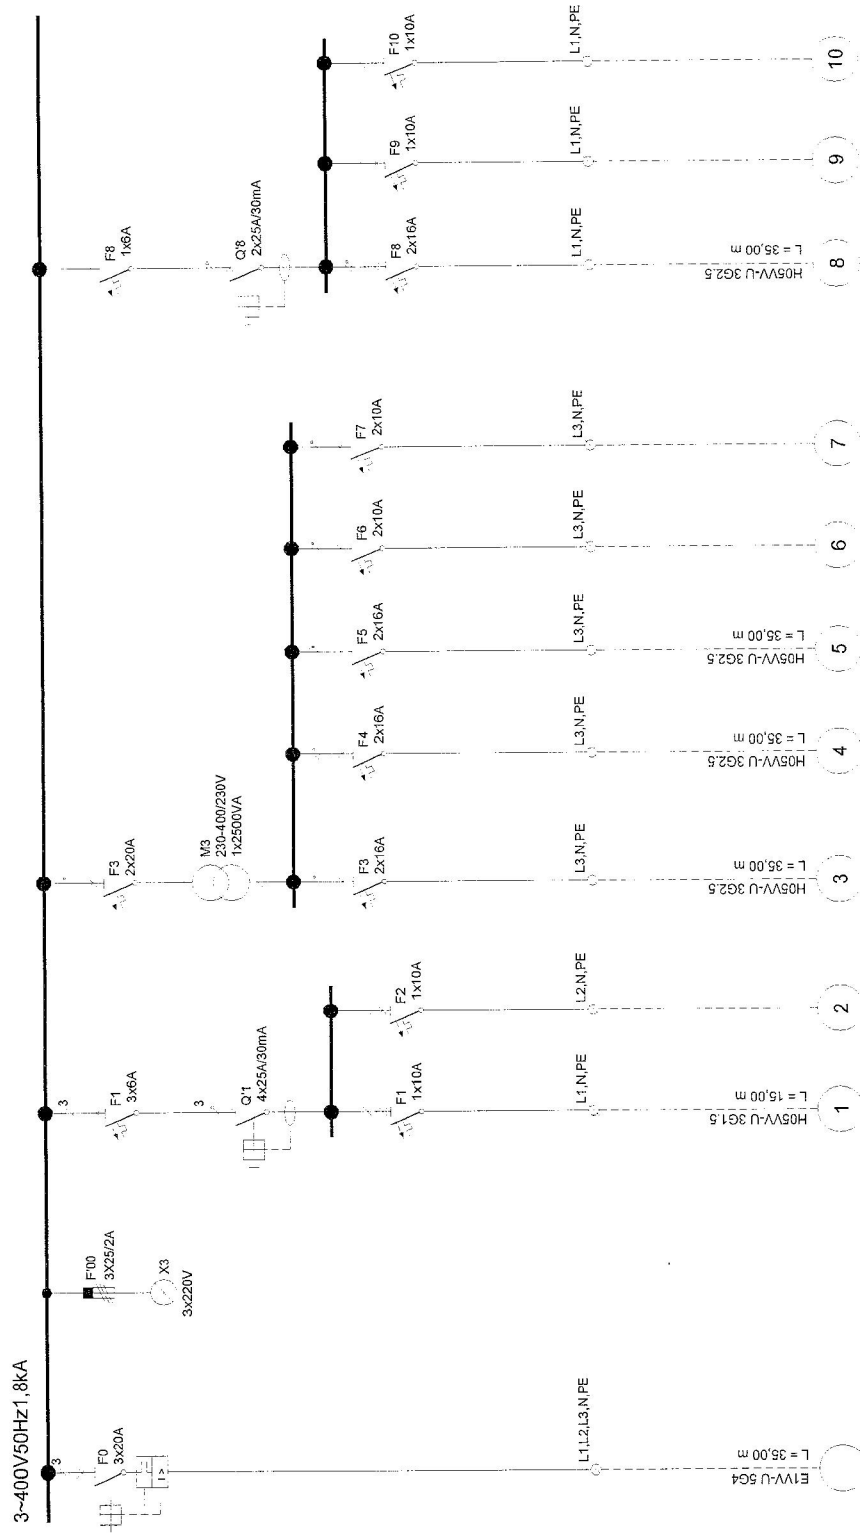 3~400V50Hz1,8kA
3
F0
3x20A
L1,L2,L3,N,PE
E1VV-U 5G4
L = 35,00 m
F'00
3X25/2A
X3
3x220V
3
F1
3x6A
3
Q'1
4x25A/30mA
F1
1x10A
L1,N,PE
H05VV-U 3G1.5
L = 15,00 m
1
F2
1x10A
L2,N,PE
2
F3
2x20A
M3
230-400/230V
1x2500VA
F3
2x16A
L3,N,PE
H05VV-U 3G2.5
L = 35,00 m
3
F4
2x16A
L3,N,PE
H05VV-U 3G2.5
L = 35,00 m
4
F5
2x16A
L3,N,PE
H05VV-U 3G2.5
L = 35,00 m
5
F6
2x10A
L3,N,PE
6
F7
2x10A
L3,N,PE
7
F8
1x6A
Q'8
2x25A/30mA
F8
2x16A
L1,N,PE
H05VV-U 3G2.5
L = 35,00 m
8
F9
1x10A
L1,N,PE
9
F10
1x10A
L1,N,PE
10